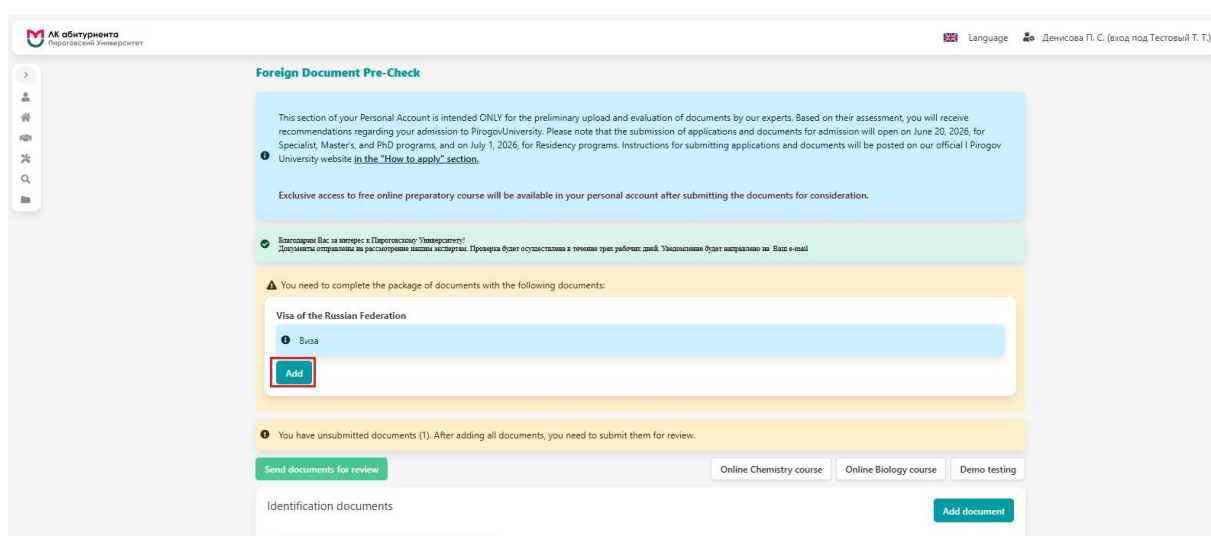 ЛК абитуриента
Пироговский Университет
Language
Денисова П. С. (вход под Тестовый Т. Т.)
Foreign Document Pre-Check
This section of your Personal Account is intended ONLY for the preliminary upload and evaluation of documents by our experts. Based on their assessment, you will receive
recommendations regarding your admission to PirogovUniversity. Please note that the submission of applications and documents for admission will open on June 20, 2026, for
Specialist, Master's, and PhD programs, and on July 1, 2026, for Residency programs. Instructions for submitting applications and documents will be posted on our official l Pirogov
University website in the "How to apply" section.
Exclusive access to free online preparatory course will be available in your personal account after submitting the documents for consideration.
Благодарим Вас за интерес к Пироговскому Университету!
Документы отправлены на рассмотрение нашим экспертам. Проверка будет осуществлена в течение трех рабочих дней. Уведомление будет направлено на Ваш e-mail
You need to complete the package of documents with the following documents:
Visa of the Russian Federation
Виза
Add
You have unsubmitted documents (1). After adding all documents, you need to submit them for review.
Send documents for review
Online Chemistry course
Online Biology course
Demo testing
Identification documents
Add document